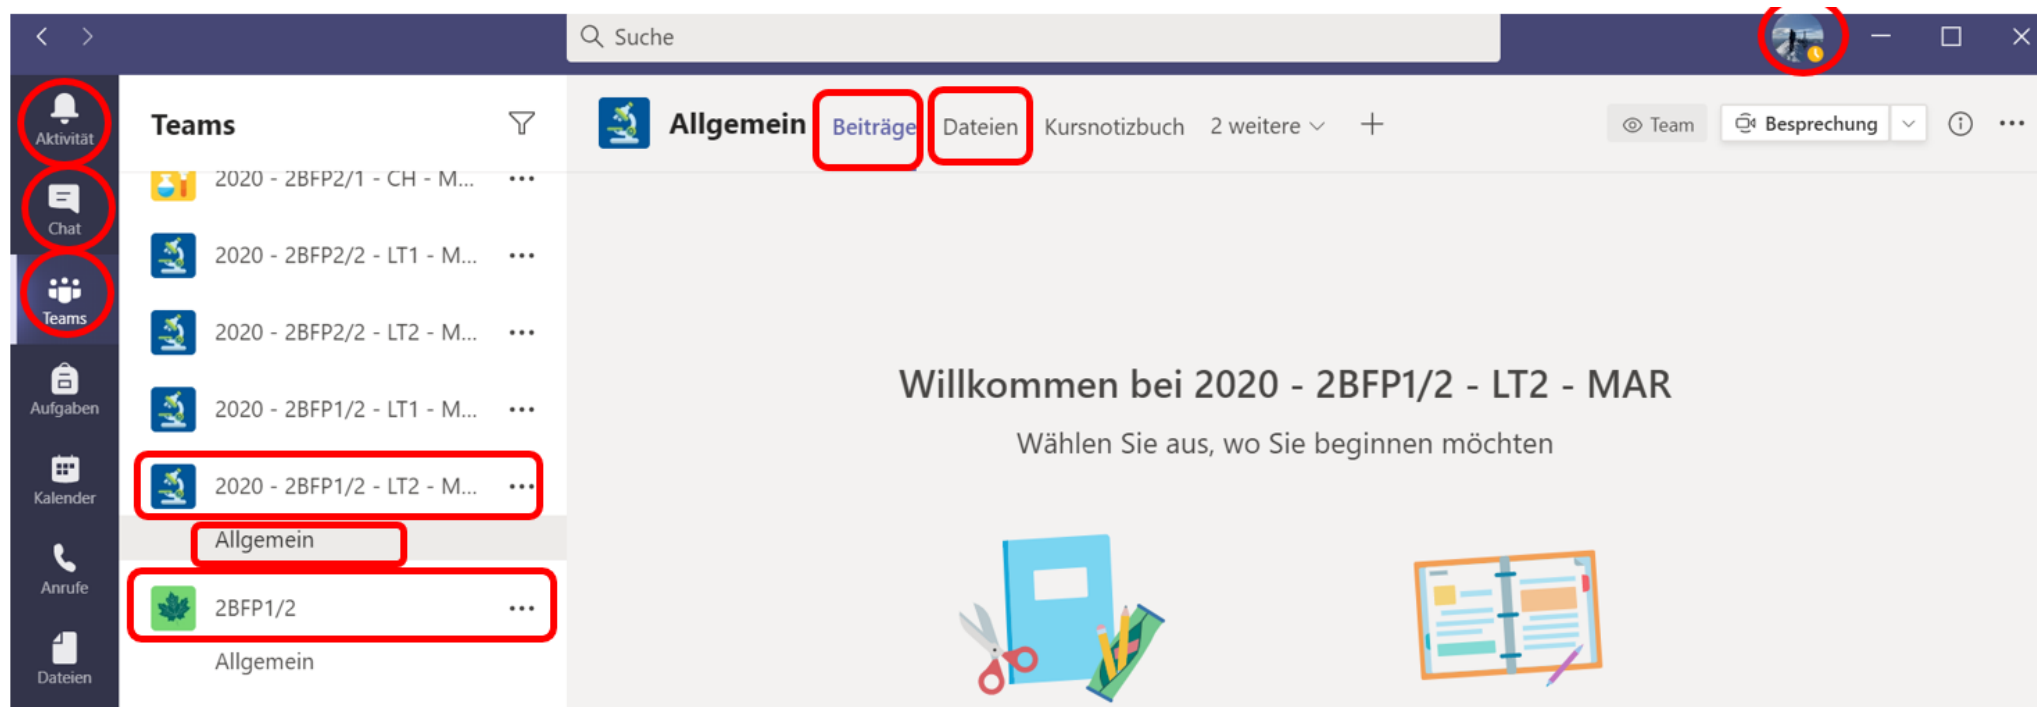 Suche
Aktivität
Chat
Teams
Aufgaben
Kalender
Anrufe
Dateien
Teams
2020 - 2BFP2/1 - CH - M...
2020 - 2BFP2/2 - LT1 - M...
2020 - 2BFP2/2 - LT2 - M...
2020 - 2BFP1/2 - LT1 - M...
2020 - 2BFP1/2 - LT2 - M...
Allgemein
2BFP1/2
Allgemein
Allgemein Beiträge Dateien Kursnotizbuch 2 weitere Team Besprechung
Willkommen bei 2020 - 2BFP1/2 - LT2 - MAR
Wählen Sie aus, wo Sie beginnen möchten